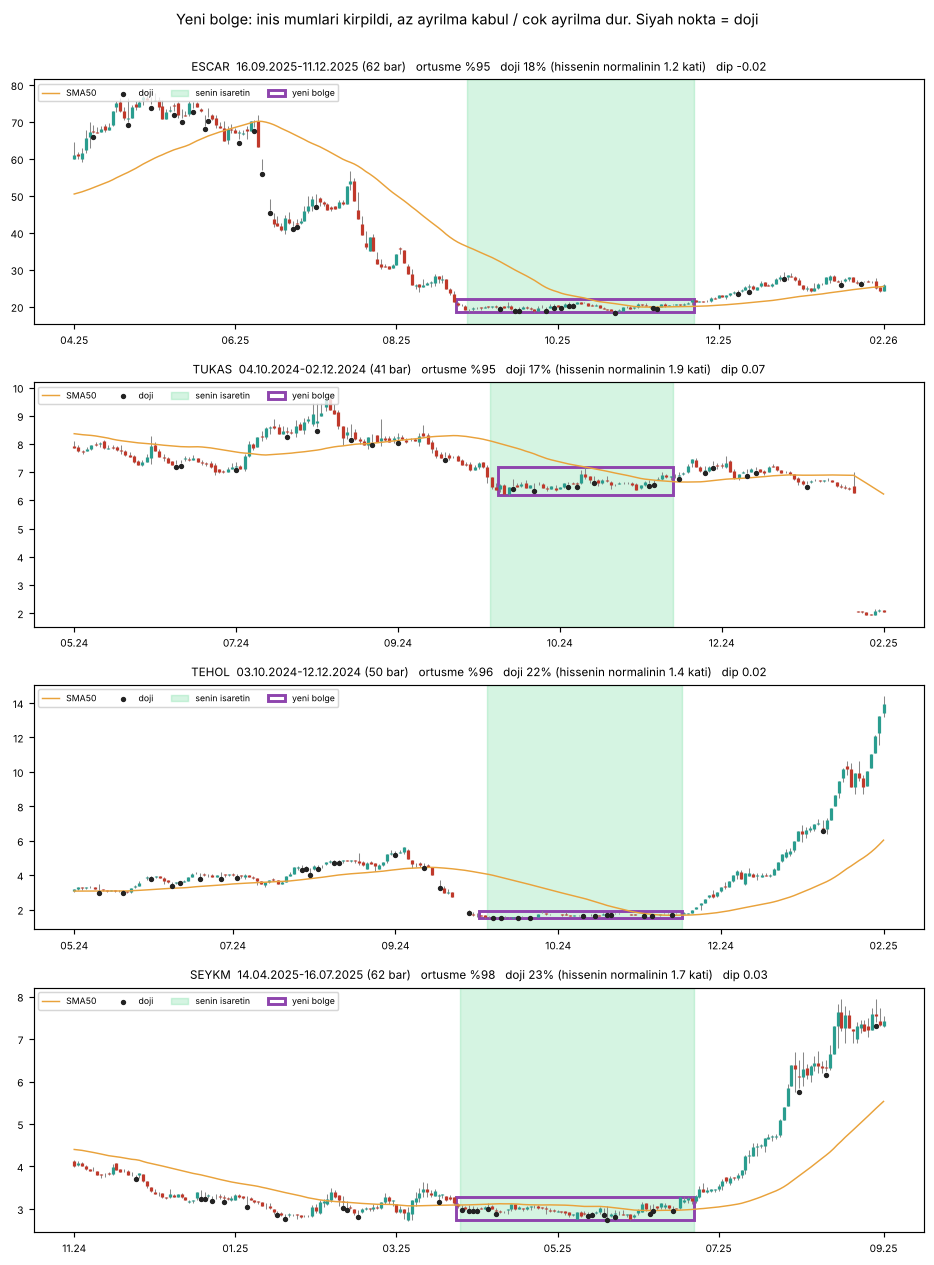 Yeni bolge: inis mumlari kirpildi, az ayrilma kabul / cok ayrilma dur. Siyah nokta = doji
ESCAR  16.09.2025-11.12.2025 (62 bar)   ortusme %95   doji 18% (hissenin normalinin 1.2 kati)   dip -0.02
SMA50 doji senin isaretin yeni bolge
80
70
60
50
40
30
20
04.25 06.25 08.25 10.25 12.25 02.26
TUKAS  04.10.2024-02.12.2024 (41 bar)   ortusme %95   doji 17% (hissenin normalinin 1.9 kati)   dip 0.07
SMA50 doji senin isaretin yeni bolge
10
9
8
7
6
5
4
3
2
05.24 07.24 09.24 10.24 12.24 02.25
TEHOL  03.10.2024-12.12.2024 (50 bar)   ortusme %96   doji 22% (hissenin normalinin 1.4 kati)   dip 0.02
SMA50 doji senin isaretin yeni bolge
14
12
10
8
6
4
2
05.24 07.24 09.24 10.24 12.24 02.25
SEYKM  14.04.2025-16.07.2025 (62 bar)   ortusme %98   doji 23% (hissenin normalinin 1.7 kati)   dip 0.03
SMA50 doji senin isaretin yeni bolge
8
7
6
5
4
3
11.24 01.25 03.25 05.25 07.25 09.25